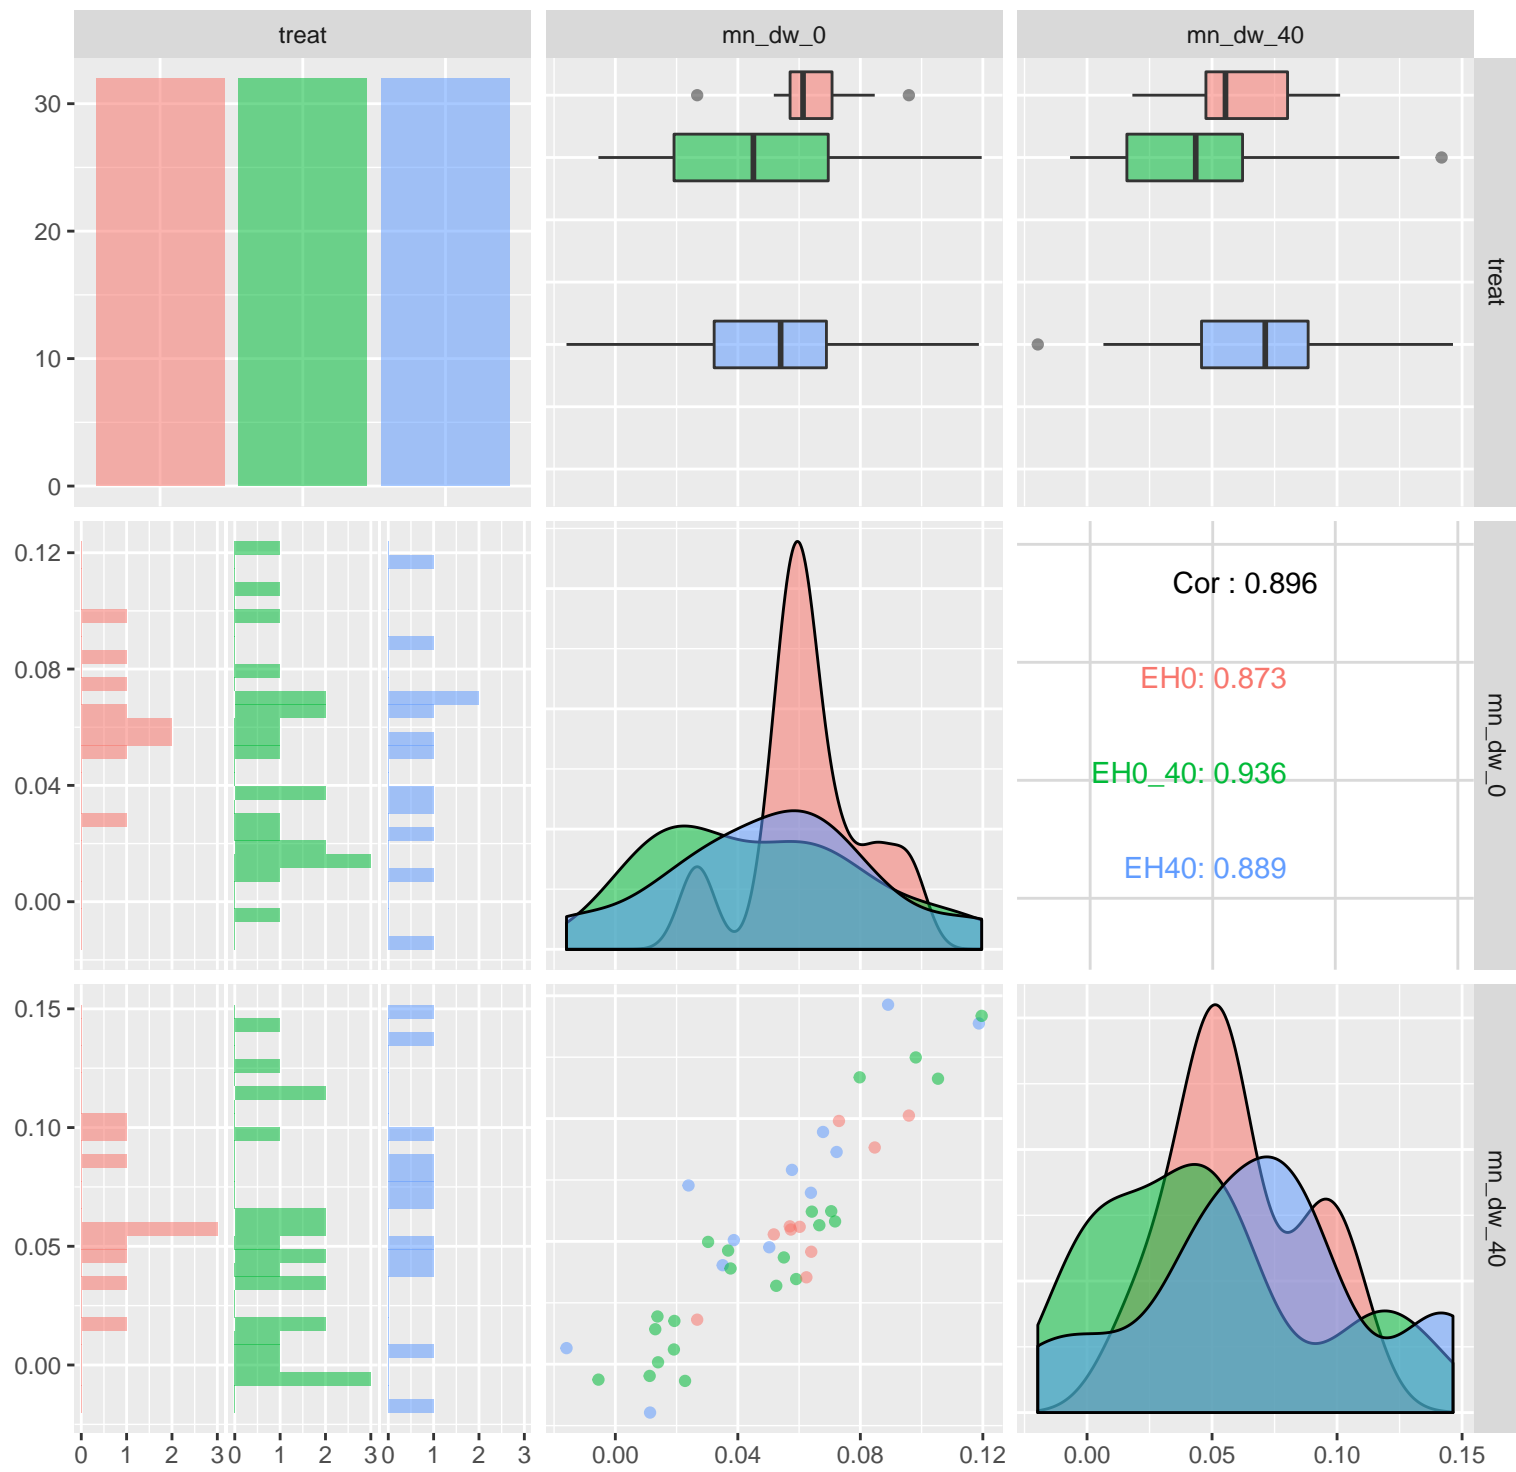 treat
mn_dw_0
mn_dw_40
30
20
10
0
treat
0.12
0.08
0.04
0.00
Cor : 0.896
EH0: 0.873
EH0_40: 0.936
EH40: 0.889
mn_dw_0
0.15
0.10
0.05
0.00
mn_dw_40
0 1 2 3 0 1 2 3 0 1 2 3
0.00 0.04 0.08 0.12
0.00 0.05 0.10 0.15